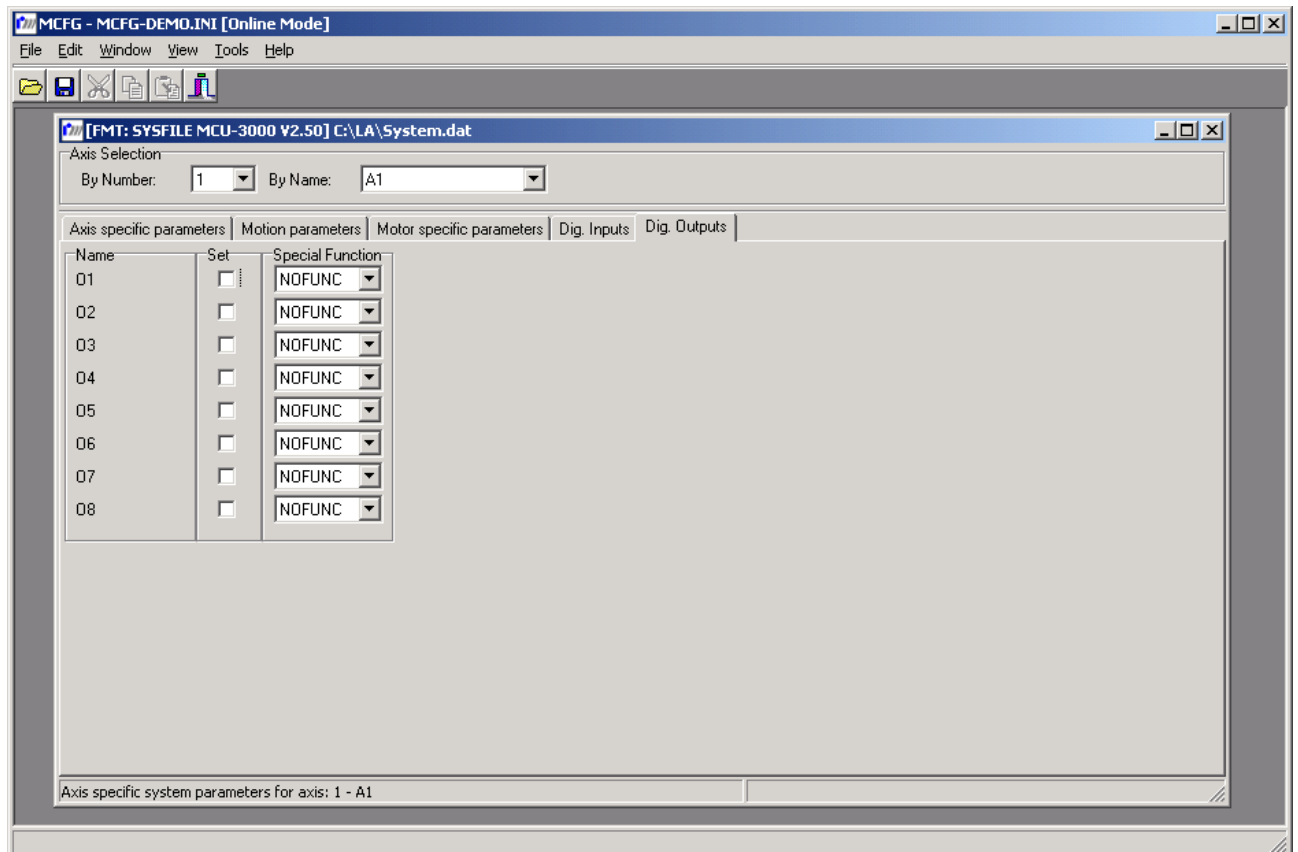 MCFG - MCFG-DEMO.INI [Online Mode]
File Edit Window View Tools Help
[FMT: SYSFILE MCU-3000 V2.50] C:\LA\System.dat
Axis Selection
By Number: 1 By Name: A1
Axis specific parameters Motion parameters Motor specific parameters Dig. Inputs Dig. Outputs
Name Set Special Function
O1 NOFUNC
O2 NOFUNC
O3 NOFUNC
O4 NOFUNC
O5 NOFUNC
O6 NOFUNC
O7 NOFUNC
O8 NOFUNC
Axis specific system parameters for axis: 1 - A1